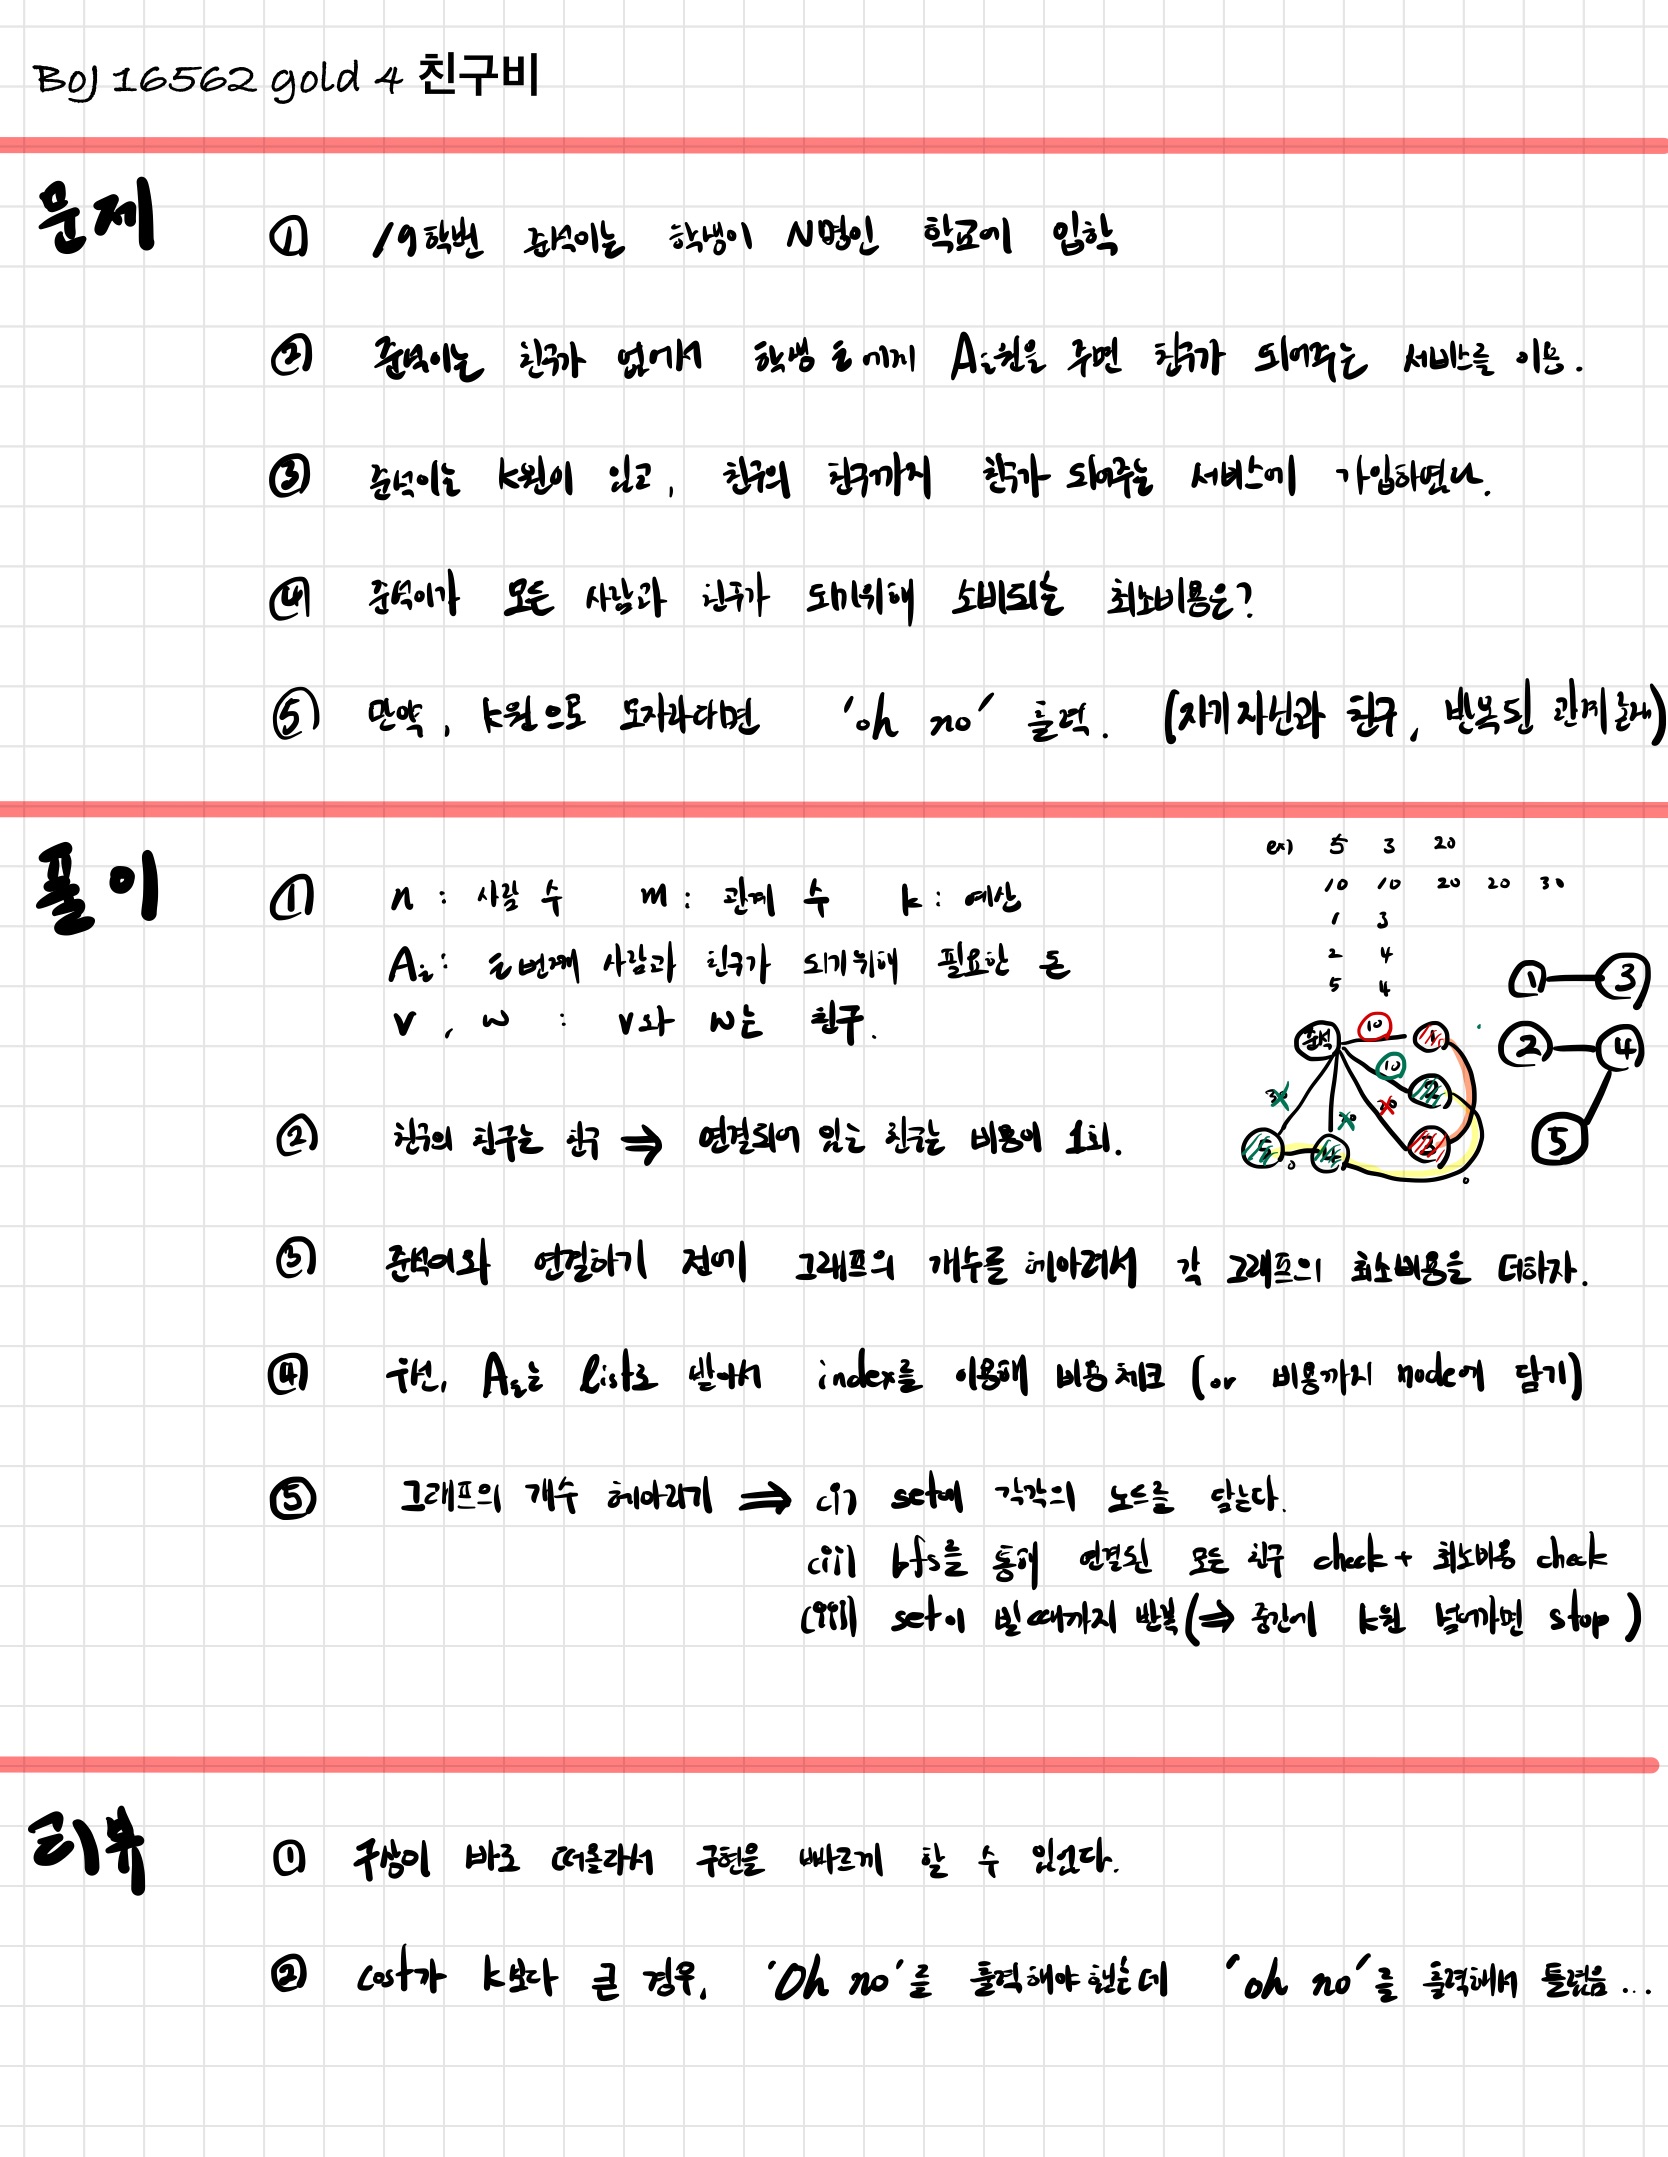 BOJ 16562 gold 4 친구비
문제
① 19학번 준석이는 학생이 N명인 학교에 입학
② 준석이는 친구가 없어서 학생 i에게 Ai원을 주면 친구가 되어주는 서비스를 이용.
③ 준석이는 k원이 있고, 친구의 친구까지 친구가 되어주는 서비스에 가입하면다.
④ 준석이가 모든 사람과 친구가 되기위해 소비되는 최소비용은?
⑤ 만약, k원으로 모자라다면 'oh no' 출력. (자기자신과 친구, 반복된 관계 존재)
풀이
① n : 사람 수 m : 관계 수 k : 예산
Ai : i번째 사람과 친구가 되기위해 필요한 돈
v, w : v와 w는 친구.
ex) 5 3 20
10 10 20 20 30
1 3
2 4
5 4
1 3
2 4
5
준석 10 1
10 2
30 20 20 3
5 0 4 0
② 친구의 친구는 친구 ⇒ 연결되어 있는 친구는 비용이 1회.
③ 준석이와 연결하기 전에 그래프의 개수를 헤아려서 각 그래프의 최소비용을 더하자.
④ 우선, Ai는 list로 받아서 index를 이용해 비용체크 (or 비용까지 node에 담기)
⑤ 그래프의 개수 헤아리기 ⇒ (i) set에 각각의 노드를 담는다.
(ii) bfs를 통해 연결된 모든 친구 check + 최소비용 check
(iii) set이 빌 때까지 반복 (⇒ 중간에 k원 넘어가면 stop)
리뷰
① 구상이 바로 떠올라서 구현을 빠르게 할 수 있었다.
② cost가 k보다 큰 경우, 'Oh no'를 출력해야 했는데 'oh no'를 출력해서 틀렸음...